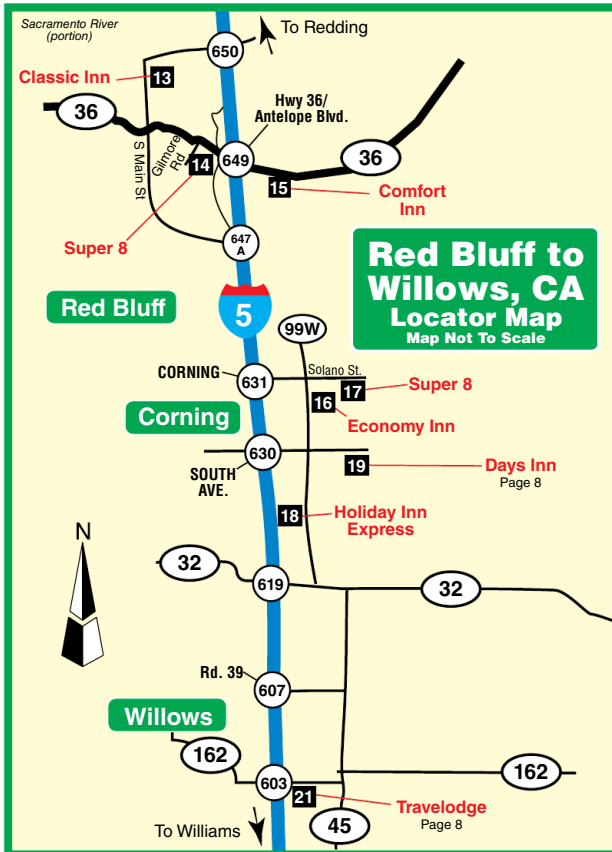 Sacramento River
(portion)
To Redding
650
Classic Inn
13
36
Hwy 36/
Antelope Blvd.
S Main St
Gilmore
Rd
14
649
36
15
Comfort
Inn
Super 8
647
A
Red Bluff to
Willows, CA
Locator Map
Map Not To Scale
Red Bluff
5
99W
CORNING
631
Solano St.
17
Super 8
16
Economy Inn
Corning
630
SOUTH
AVE.
19
Days Inn
Page 8
18
Holiday Inn
Express
N
32
619
32
Rd. 39
607
Willows
162
603
162
21
Travelodge
Page 8
To Williams
45